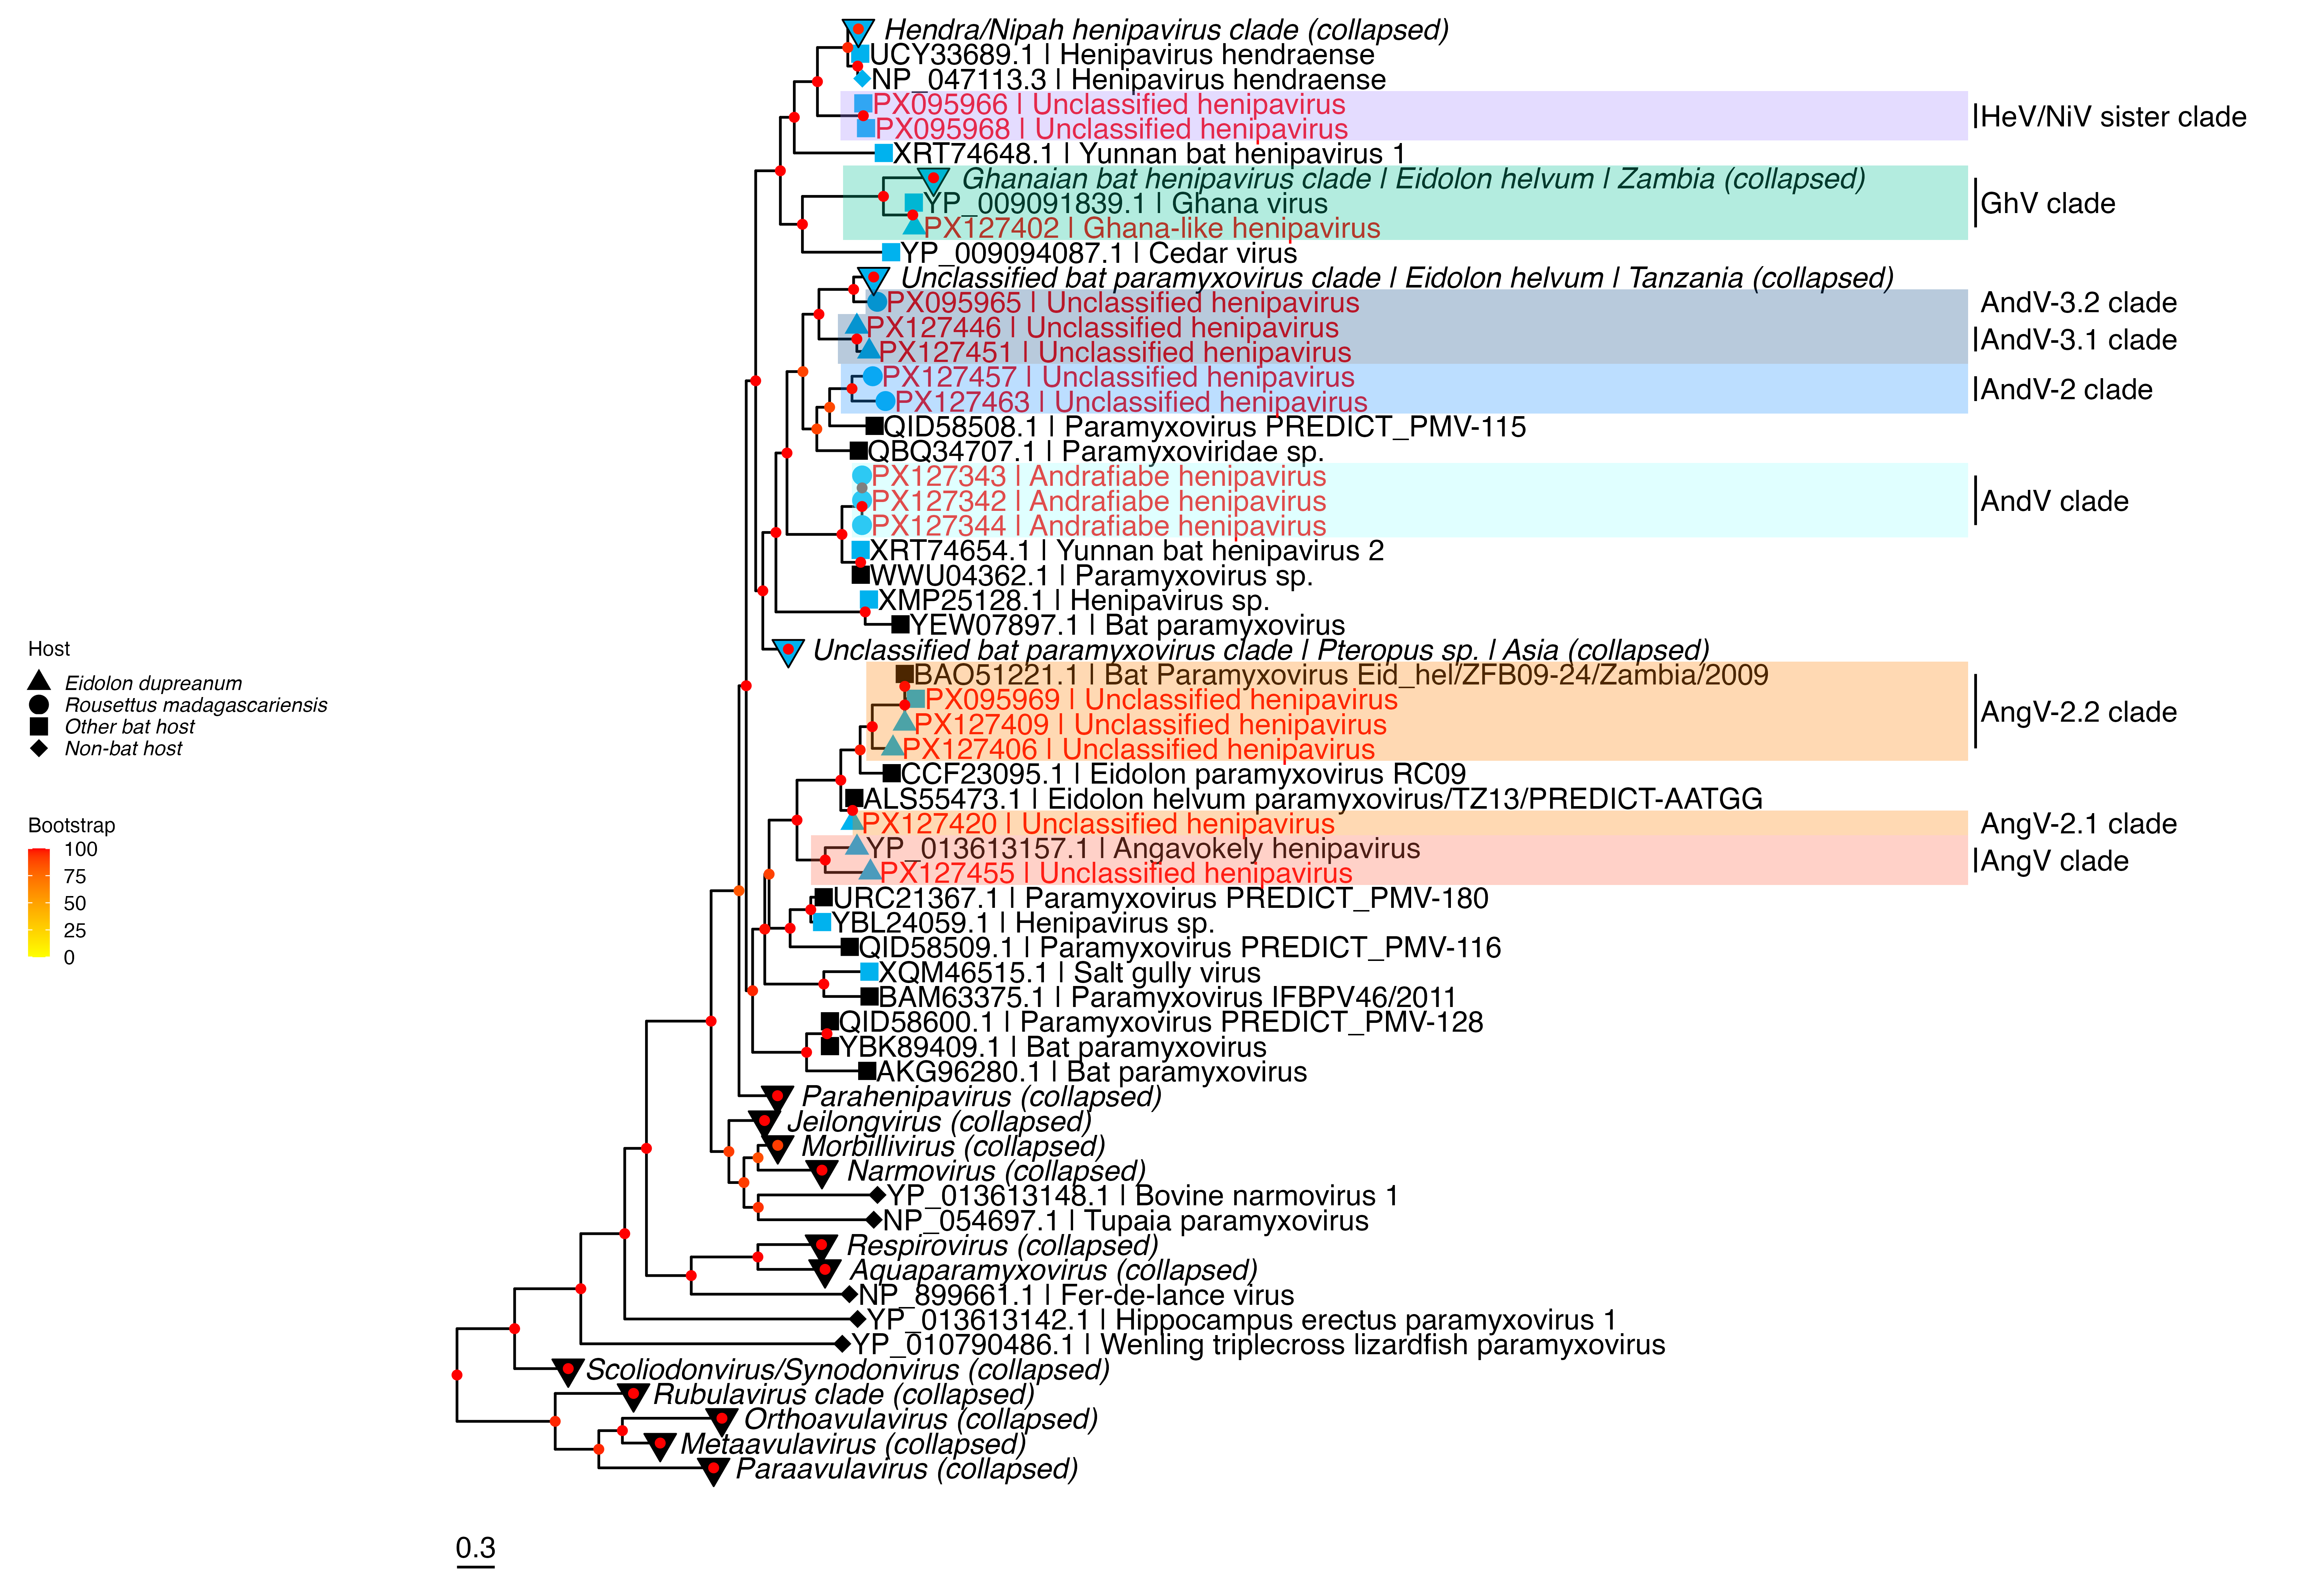 Hendra/Nipah henipavirus clade (collapsed)
UCY33689.1 | Henipavirus hendraense
NP_047113.3 | Henipavirus hendraense
PX095966 | Unclassified henipavirus
HeV/NiV sister clade
PX095968 | Unclassified henipavirus
XRT74648.1 | Yunnan bat henipavirus 1
Ghanaian bat henipavirus clade | Eidolon helvum | Zambia (collapsed)
YP_009091839.1 | Ghana virus
GhV clade
PX127402 | Ghana-like henipavirus
YP_009094087.1 | Cedar virus
Unclassified bat paramyxovirus clade | Eidolon helvum | Tanzania (collapsed)
PX095965 | Unclassified henipavirus
AndV-3.2 clade
PX127446 | Unclassified henipavirus
AndV-3.1 clade
PX127451 | Unclassified henipavirus
PX127457 | Unclassified henipavirus
AndV-2 clade
PX127463 | Unclassified henipavirus
QID58508.1 | Paramyxovirus PREDICT_PMV-115
QBQ34707.1 | Paramyxoviridae sp.
PX127343 | Andrafiabe henipavirus
PX127342 | Andrafiabe henipavirus
AndV clade
PX127344 | Andrafiabe henipavirus
XRT74654.1 | Yunnan bat henipavirus 2
WWU04362.1 | Paramyxovirus sp.
XMP25128.1 | Henipavirus sp.
YEW07897.1 | Bat paramyxovirus
Unclassified bat paramyxovirus clade | Pteropus sp. | Asia (collapsed)
BAO51221.1 | Bat Paramyxovirus Eid_hel/ZFB09-24/Zambia/2009
PX095969 | Unclassified henipavirus
AngV-2.2 clade
PX127409 | Unclassified henipavirus
PX127406 | Unclassified henipavirus
CCF23095.1 | Eidolon paramyxovirus RC09
ALS55473.1 | Eidolon helvum paramyxovirus/TZ13/PREDICT-AATGG
PX127420 | Unclassified henipavirus
AngV-2.1 clade
YP_013613157.1 | Angavokely henipavirus
AngV clade
PX127455 | Unclassified henipavirus
URC21367.1 | Paramyxovirus PREDICT_PMV-180
YBL24059.1 | Henipavirus sp.
QID58509.1 | Paramyxovirus PREDICT_PMV-116
XQM46515.1 | Salt gully virus
BAM63375.1 | Paramyxovirus IFBPV46/2011
QID58600.1 | Paramyxovirus PREDICT_PMV-128
YBK89409.1 | Bat paramyxovirus
AKG96280.1 | Bat paramyxovirus
Parahenipavirus (collapsed)
Jeilongvirus (collapsed)
Morbillivirus (collapsed)
Narmovirus (collapsed)
YP_013613148.1 | Bovine narmovirus 1
NP_054697.1 | Tupaia paramyxovirus
Respirovirus (collapsed)
Aquaparamyxovirus (collapsed)
NP_899661.1 | Fer-de-lance virus
YP_013613142.1 | Hippocampus erectus paramyxovirus 1
YP_010790486.1 | Wenling triplecross lizardfish paramyxovirus
Scoliodonvirus/Synodonvirus (collapsed)
Rubulavirus clade (collapsed)
Orthoavulavirus (collapsed)
Metaavulavirus (collapsed)
Paraavulavirus (collapsed)
0.3
Host
Eidolon dupreanum
Rousettus madagascariensis
Other bat host
Non-bat host
Bootstrap
100
75
50
25
0